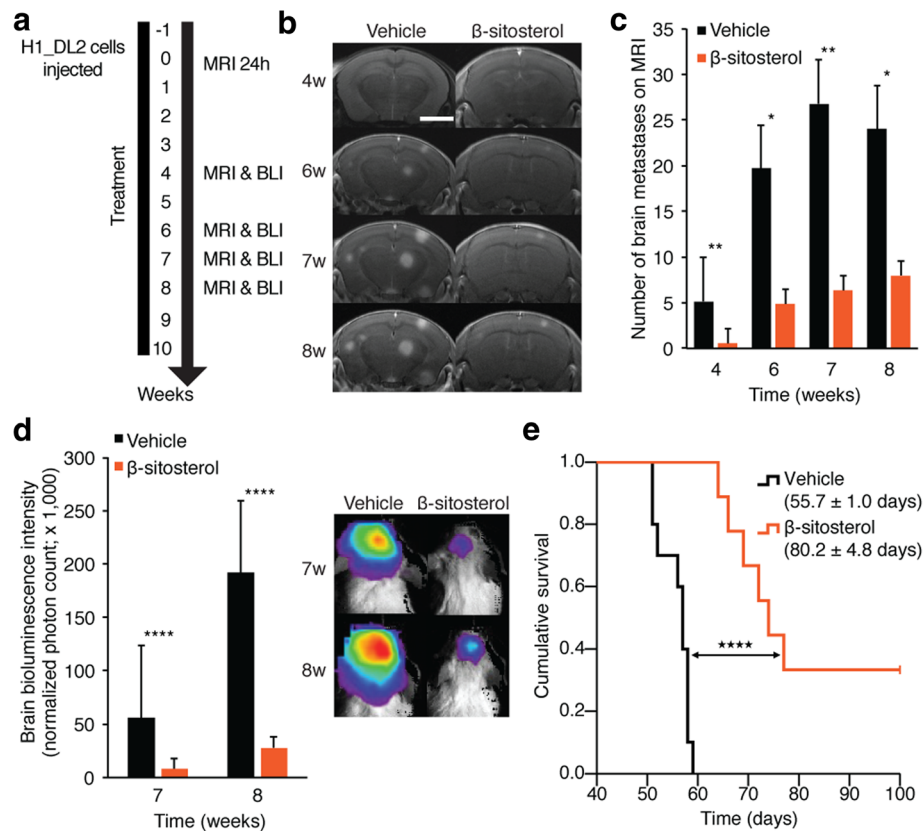 a
H1_DL2 cells
injected
Treatment
-1
0
1
2
3
4
5
6
7
8
9
10
MRI 24h
MRI & BLI
MRI & BLI
MRI & BLI
MRI & BLI
Weeks
b
Vehicle β-sitosterol
4w
6w
7w
8w
c
Vehicle
β-sitosterol
Number of brain metastases on MRI
35
30
25
20
15
10
5
0
**
*
**
*
4 6 7 8
Time (weeks)
d
Vehicle
β-sitosterol
Brain bioluminescence intensity
(normalized photon count; x 1,000)
300
250
200
150
100
50
0
****
****
7 8
Time (weeks)
Vehicle β-sitosterol
7w
8w
e
Cumulative survival
1.0
0.8
0.6
0.4
0.2
0.0
Vehicle
(55.7 ± 1.0 days)
β-sitosterol
(80.2 ± 4.8 days)
****
40 50 60 70 80 90 100
Time (days)